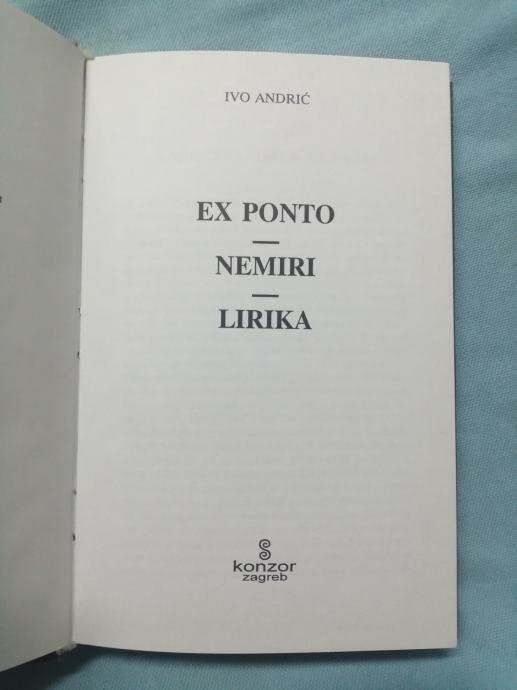 IVO ANDRIĆ
EX PONTO
—
NEMIRI
—
LIRIKA
konzor
zagreb